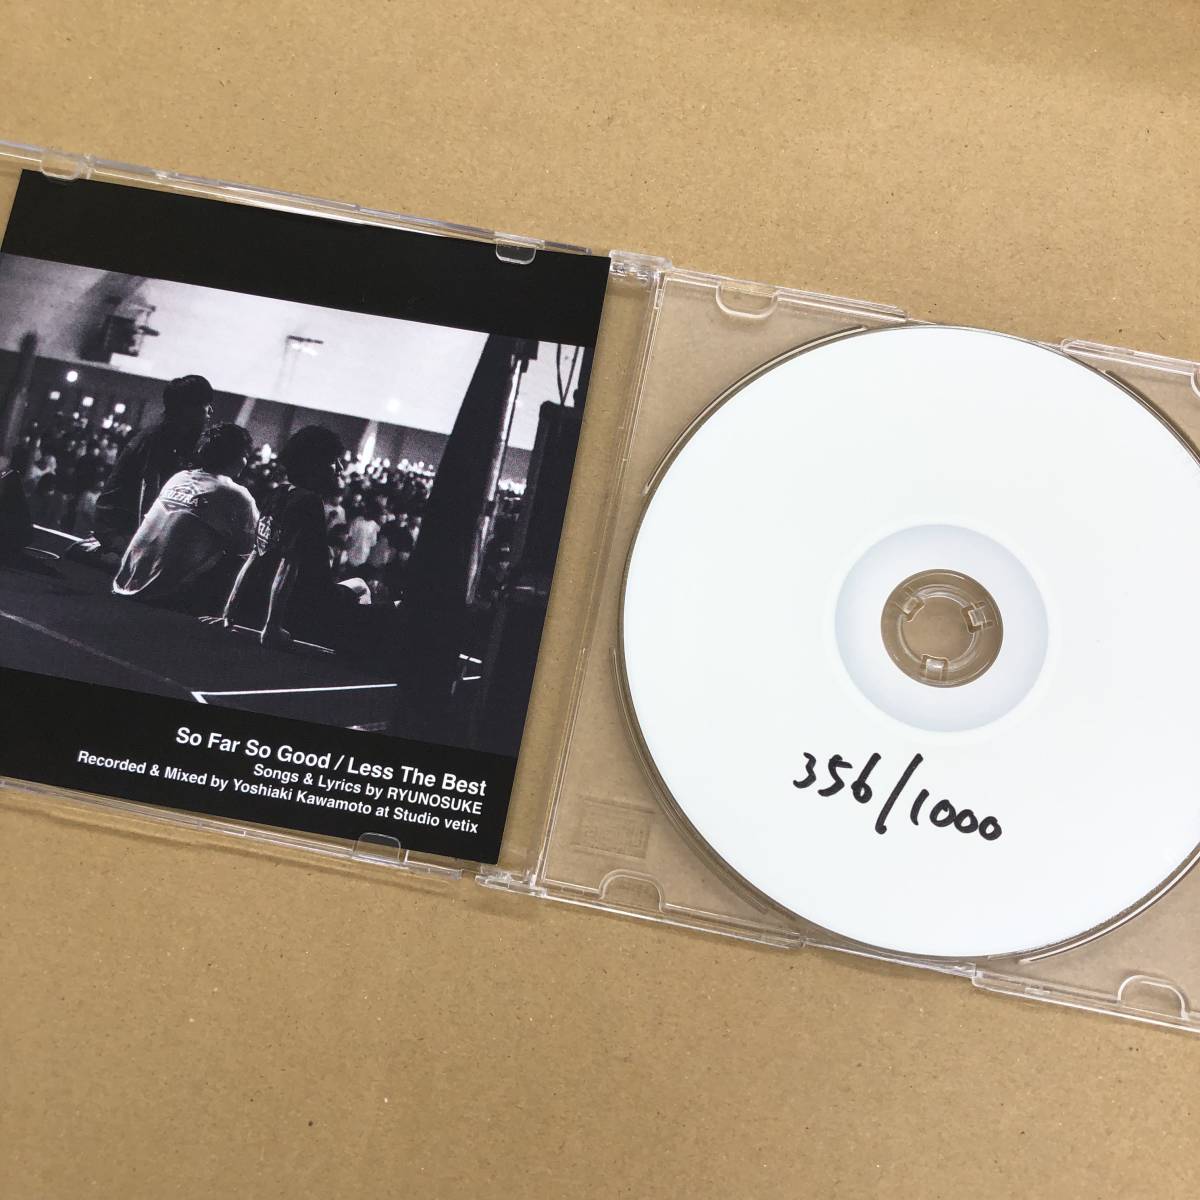 So Far So Good / Less The Best
Songs & Lyrics by RYUNOSUKE
Recorded & Mixed by Yoshiaki Kawamoto at Studio vetix
356/1000